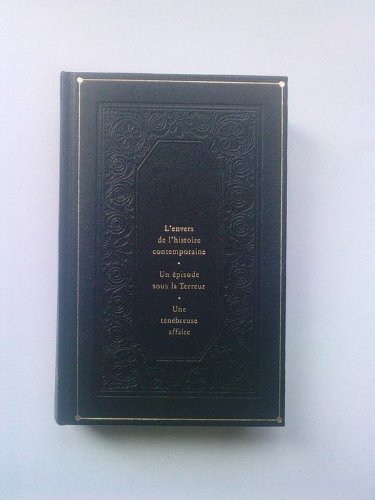 L'envers
de l'histoire
contemporaine
•
Un épisode
sous la Terreur
•
Une
ténébreuse
affaire